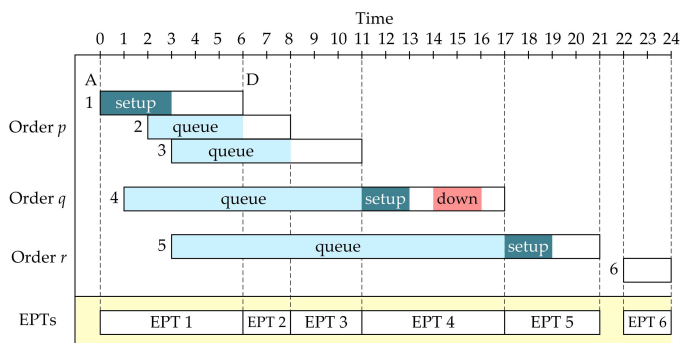 Time
0 1 2 3 4 5 6 7 8 9 10 11 12 13 14 15 16 17 18 19 20 21 22 23 24
A D
1 setup
Order p 2 queue
3 queue
Order q 4 queue setup down
5 queue setup
Order r 6
EPTs EPT 1 EPT 2 EPT 3 EPT 4 EPT 5 EPT 6